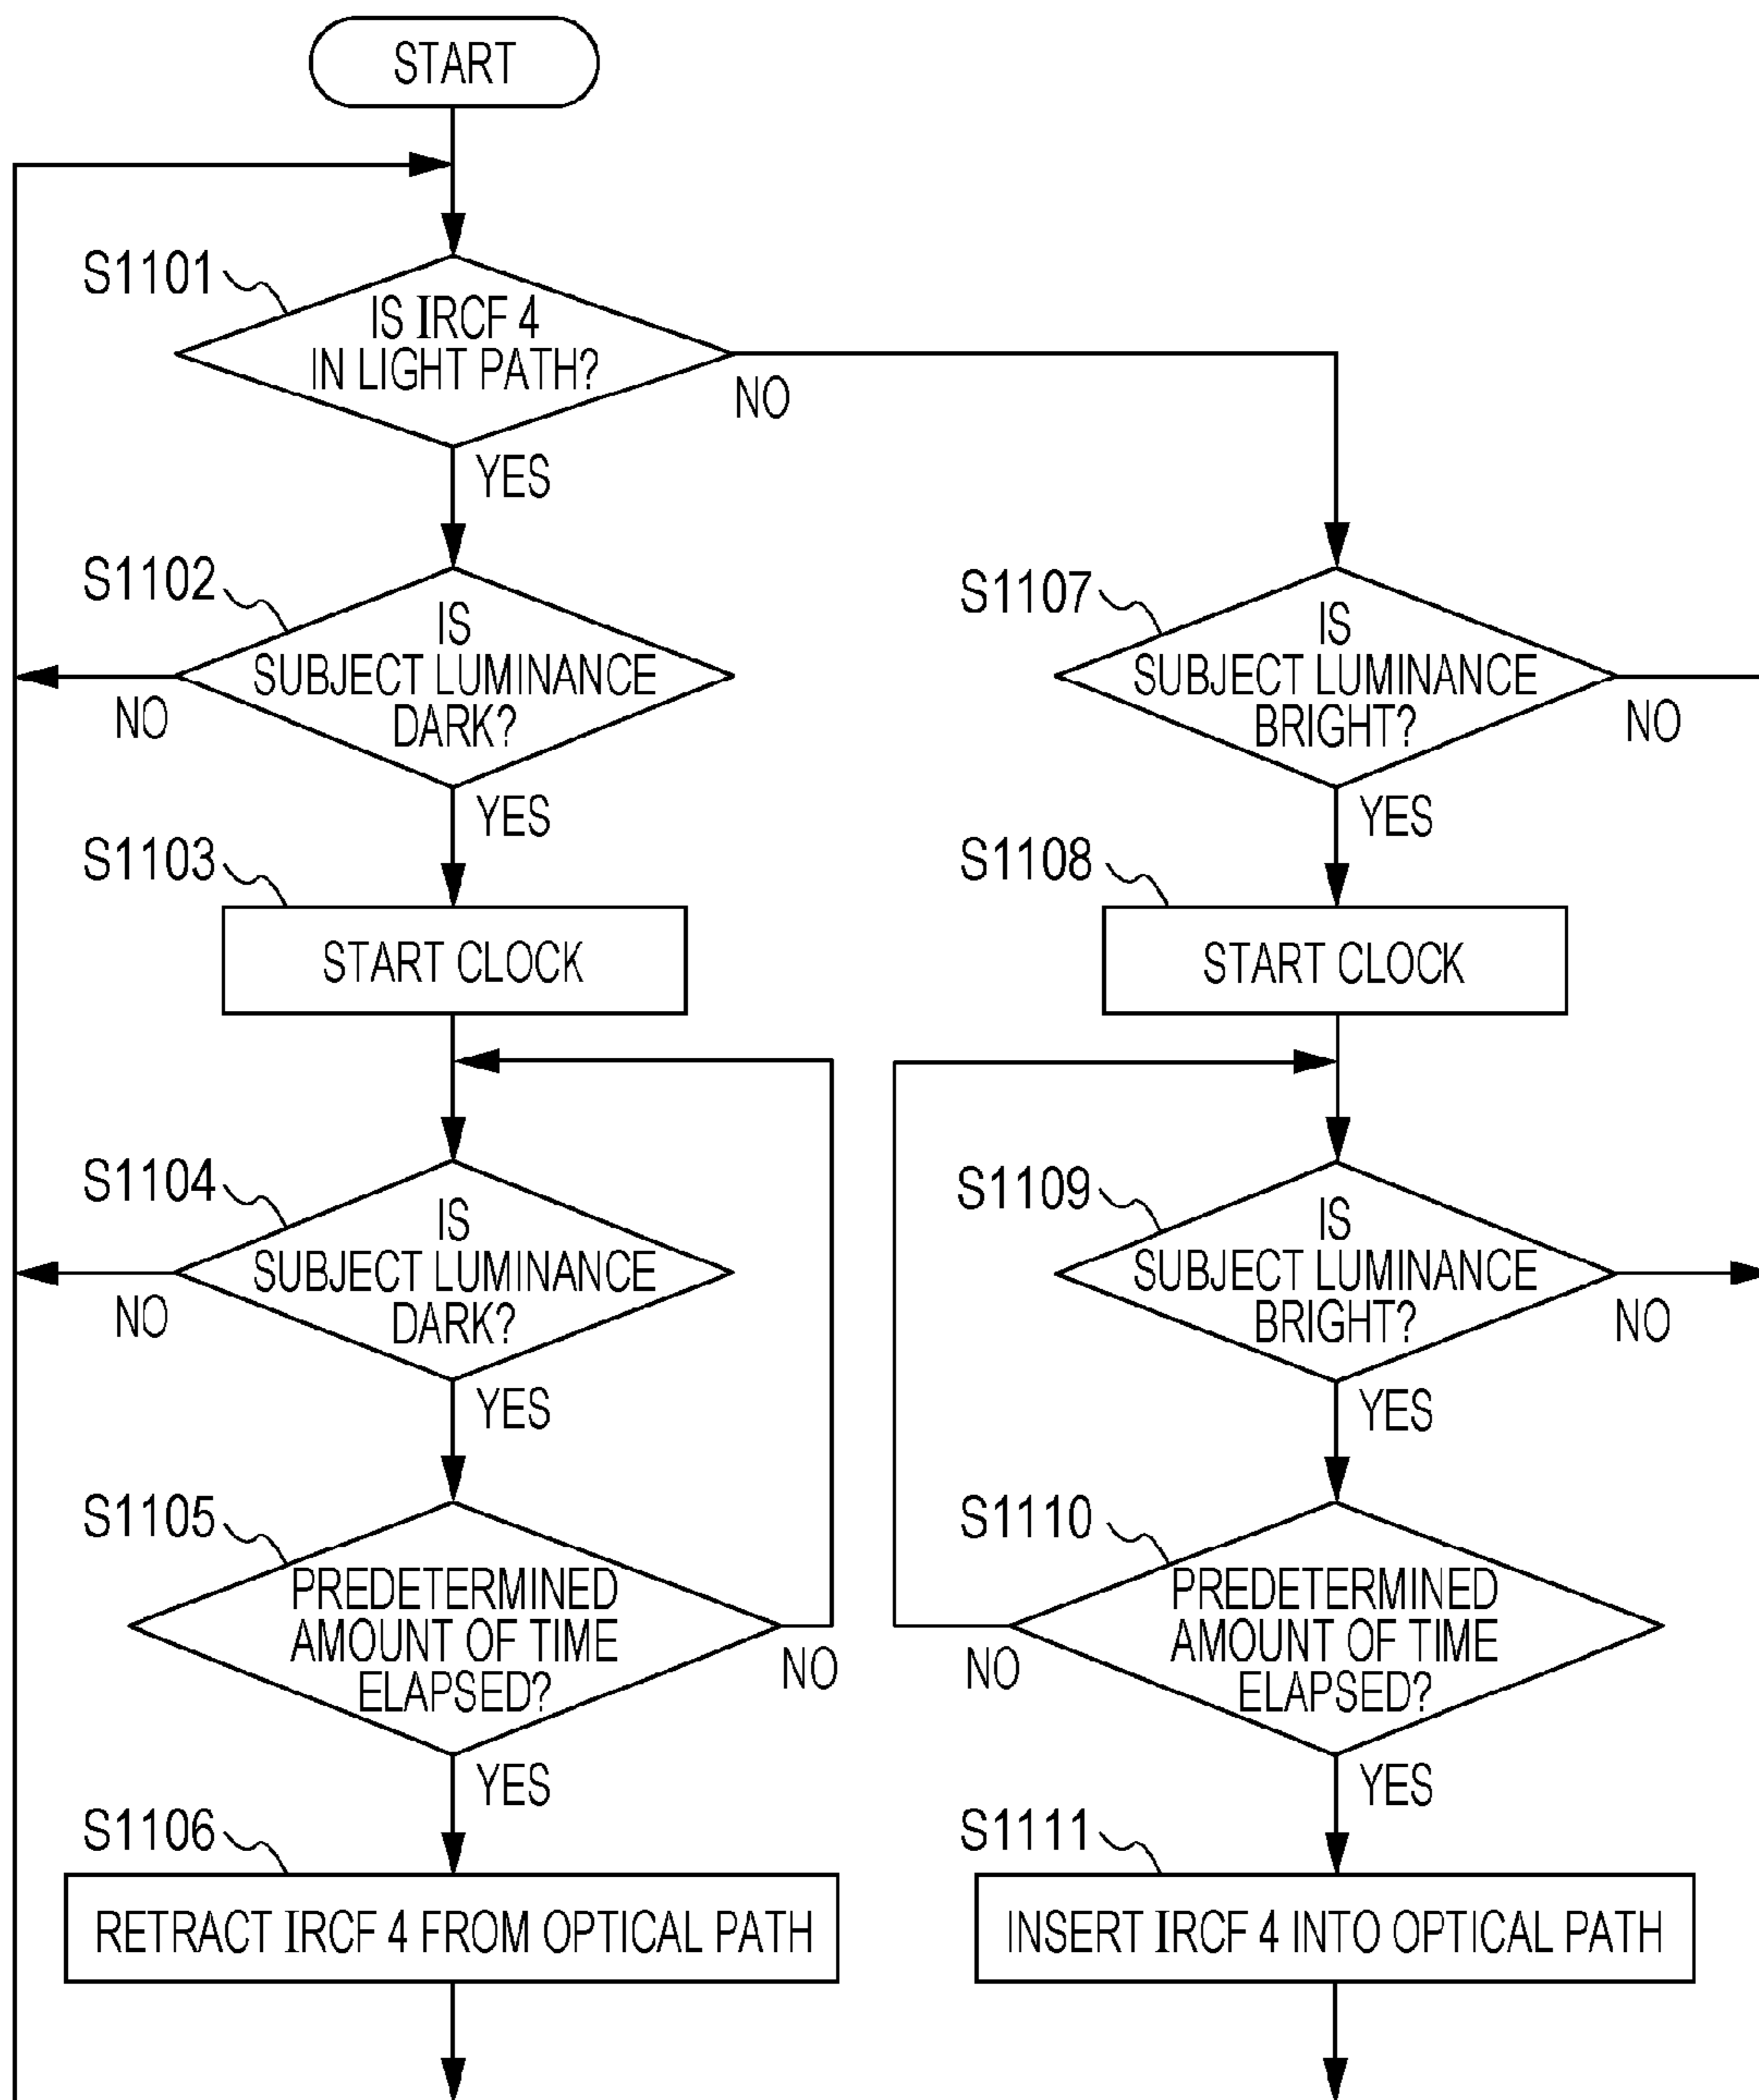 START
S1101
IS IRCF 4
IN LIGHT PATH?
NO
YES
S1102
IS
SUBJECT LUMINANCE
DARK?
NO
YES
S1103
START CLOCK
S1104
IS
SUBJECT LUMINANCE
DARK?
NO
YES
S1105
PREDETERMINED
AMOUNT OF TIME
ELAPSED?
NO
YES
S1106
RETRACT IRCF 4 FROM OPTICAL PATH
S1107
IS
SUBJECT LUMINANCE
BRIGHT?
NO
YES
S1108
START CLOCK
S1109
IS
SUBJECT LUMINANCE
BRIGHT?
NO
YES
S1110
PREDETERMINED
AMOUNT OF TIME
ELAPSED?
NO
YES
S1111
INSERT IRCF 4 INTO OPTICAL PATH